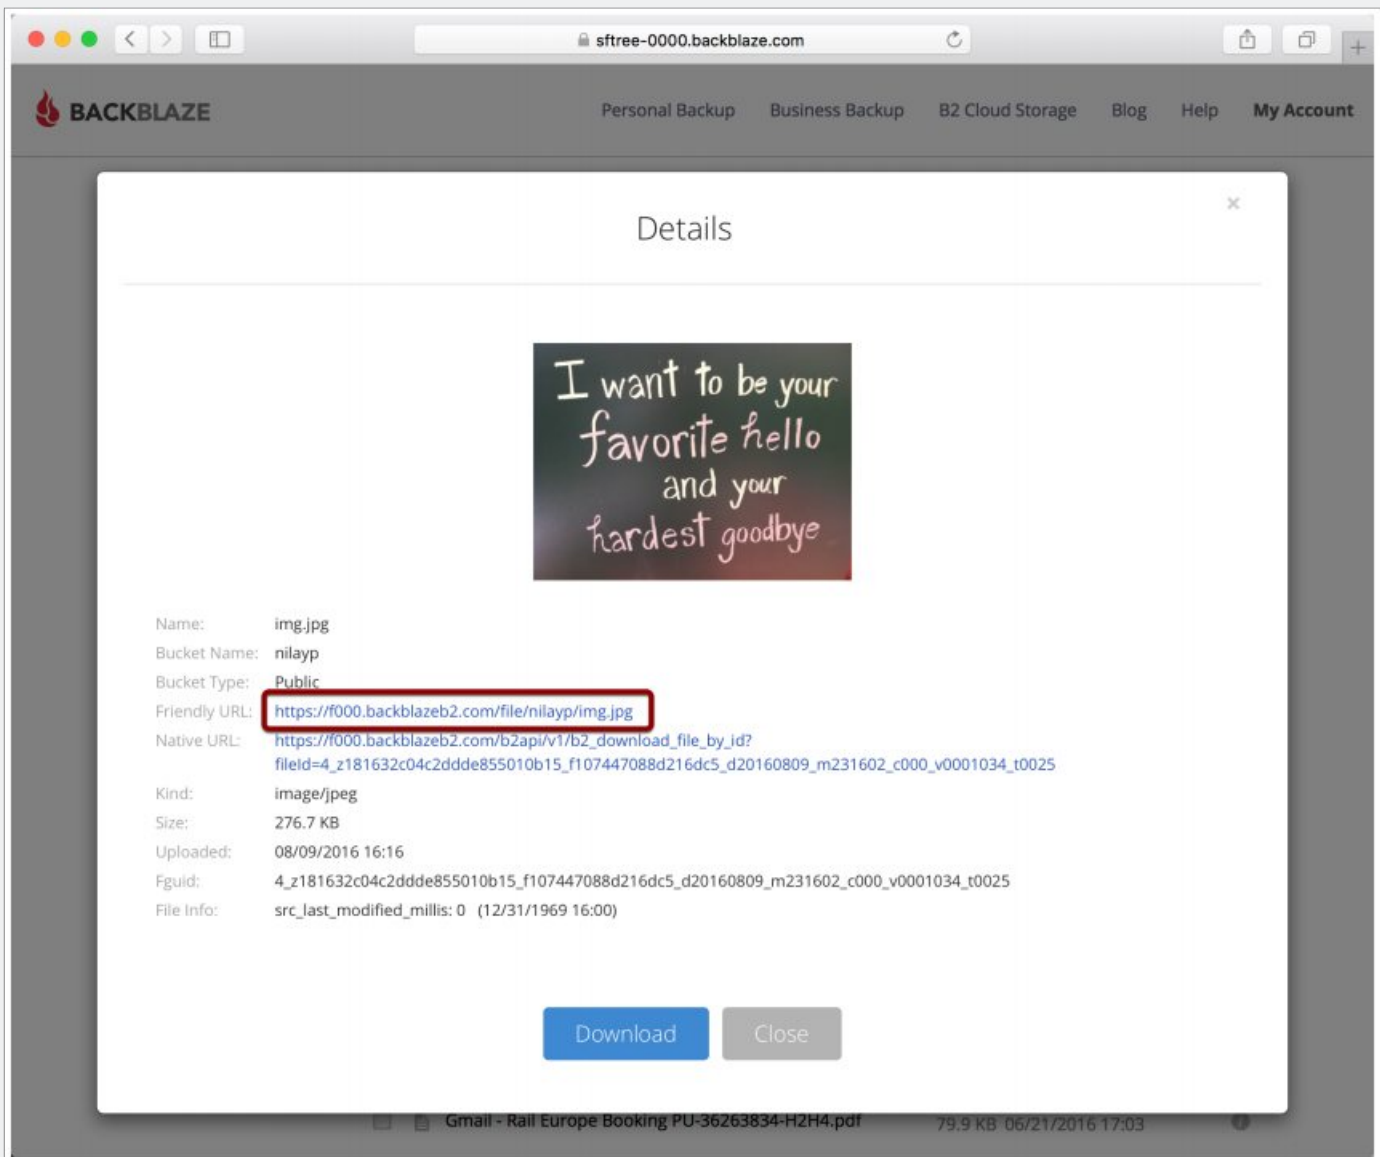 sftree-0000.backblaze.com
BACKBLAZE
Personal Backup Business Backup B2 Cloud Storage Blog Help My Account
Details
I want to be your
favorite hello
and your
hardest goodbye
Name: img.jpg
Bucket Name: nilayp
Bucket Type: Public
Friendly URL: https://f000.backblazeb2.com/file/nilayp/img.jpg
Native URL: https://f000.backblazeb2.com/b2api/v1/b2_download_file_by_id?
fileId=4_z181632c04c2ddde855010b15_f107447088d216dc5_d20160809_m231602_c000_v0001034_t0025
Kind: image/jpeg
Size: 276.7 KB
Uploaded: 08/09/2016 16:16
Fguid: 4_z181632c04c2ddde855010b15_f107447088d216dc5_d20160809_m231602_c000_v0001034_t0025
File Info: src_last_modified_millis: 0 (12/31/1969 16:00)
Download Close
Gmail - Rail Europe Booking PU-36263834-H2H4.pdf 79.9 KB 06/21/2016 17:03